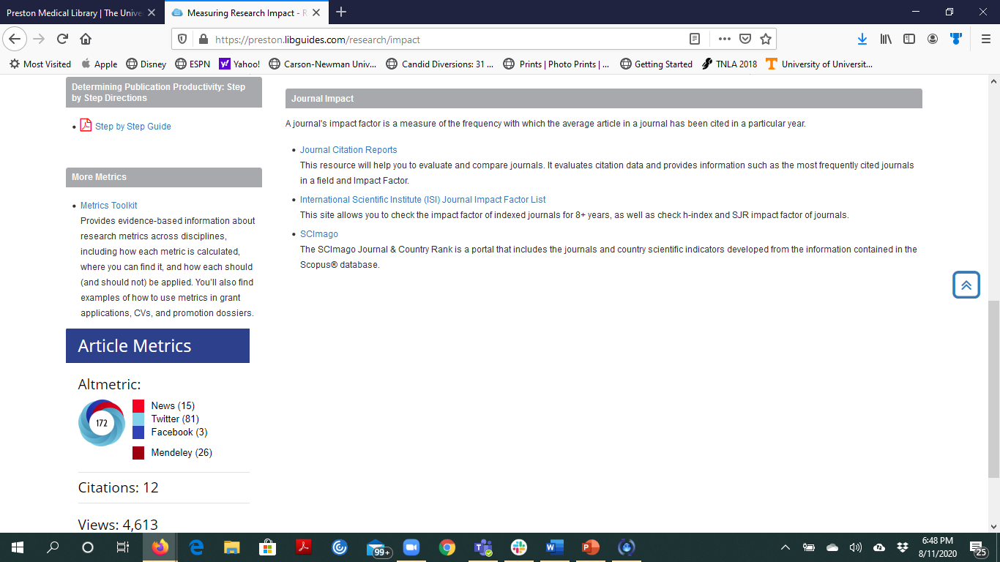 Preston Medical Library | The Unive
Measuring Research Impact - R
https://preston.libguides.com/research/impact
Most Visited
Apple
Disney
ESPN
Yahoo!
Carson-Newman Univ...
Candid Diversions: 31 ...
Prints | Photo Prints | ...
Getting Started
TNLA 2018
University of Universit...
Determining Publication Productivity: Step
by Step Directions
Step by Step Guide
More Metrics
Metrics Toolkit
Provides evidence-based information about
research metrics across disciplines,
including how each metric is calculated,
where you can find it, and how each should
(and should not) be applied. You'll also find
examples of how to use metrics in grant
applications, CVs, and promotion dossiers.
Article Metrics
Altmetric:
172
News (15)
Twitter (81)
Facebook (3)
Mendeley (26)
Citations: 12
Views: 4,613
Journal Impact
A journal's impact factor is a measure of the frequency with which the average article in a journal has been cited in a particular year.
Journal Citation Reports
This resource will help you to evaluate and compare journals. It evaluates citation data and provides information such as the most frequently cited journals
in a field and Impact Factor.
International Scientific Institute (ISI) Journal Impact Factor List
This site allows you to check the impact factor of indexed journals for 8+ years, as well as check h-index and SJR impact factor of journals.
SCImago
The SCImago Journal & Country Rank is a portal that includes the journals and country scientific indicators developed from the information contained in the
Scopus® database.
99+
6:48 PM
8/11/2020
25